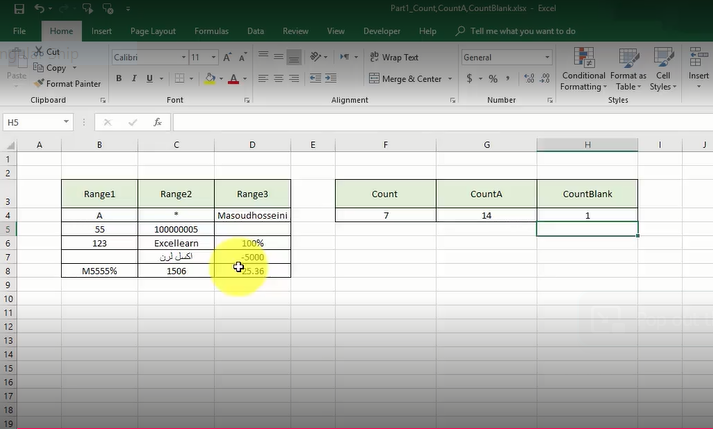 Part1_Count,CountA,CountBlank.xlsx - Excel
File Home Insert Page Layout Formulas Data Review View Developer Help Tell me what you want to do
Cut
Copy
Format Painter
Paste
Clipboard
Calibri 11
B I U
Font
Wrap Text
Merge & Center
Alignment
General
$ % ,
Number
Conditional Formatting
Format as Table
Cell Styles
Styles
Insert
H5 fx
A B C D E F G H I J
1
2
3 Range1 Range2 Range3 Count CountA CountBlank
4 A * Masoudhosseini 7 14 1
5 55 100000005
6 123 Excellearn 100%
7 اکسل لرن -5000
8 M5555% 1506 25.36
9
10
11
12
13
14
15
16
17
18
19